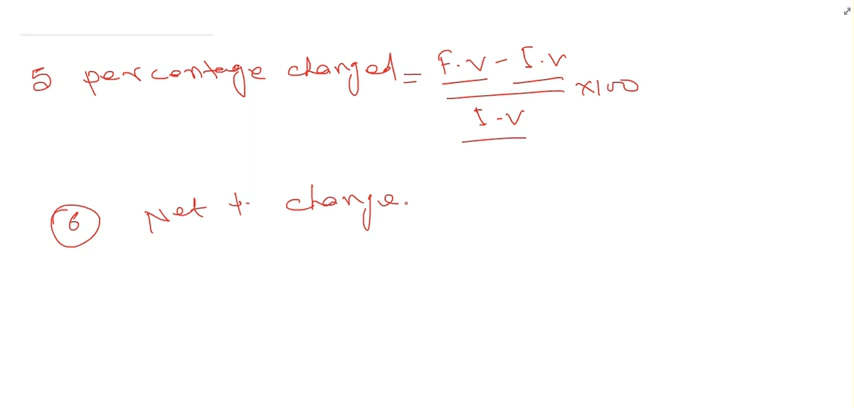 5 percentage changed = F.V - I.V / I.V ×100
6 Net % change.